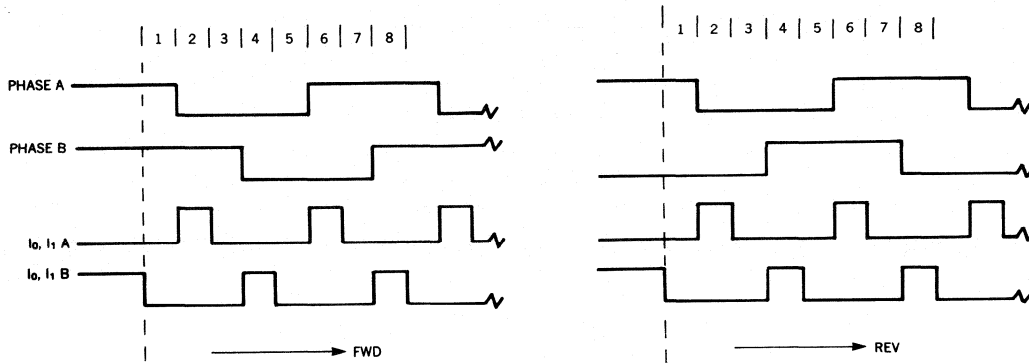 1 | 2 | 3 | 4 | 5 | 6 | 7 | 8
1 | 2 | 3 | 4 | 5 | 6 | 7 | 8
PHASE A
PHASE B
I₀, I₁ A
I₀, I₁ B
FWD
REV